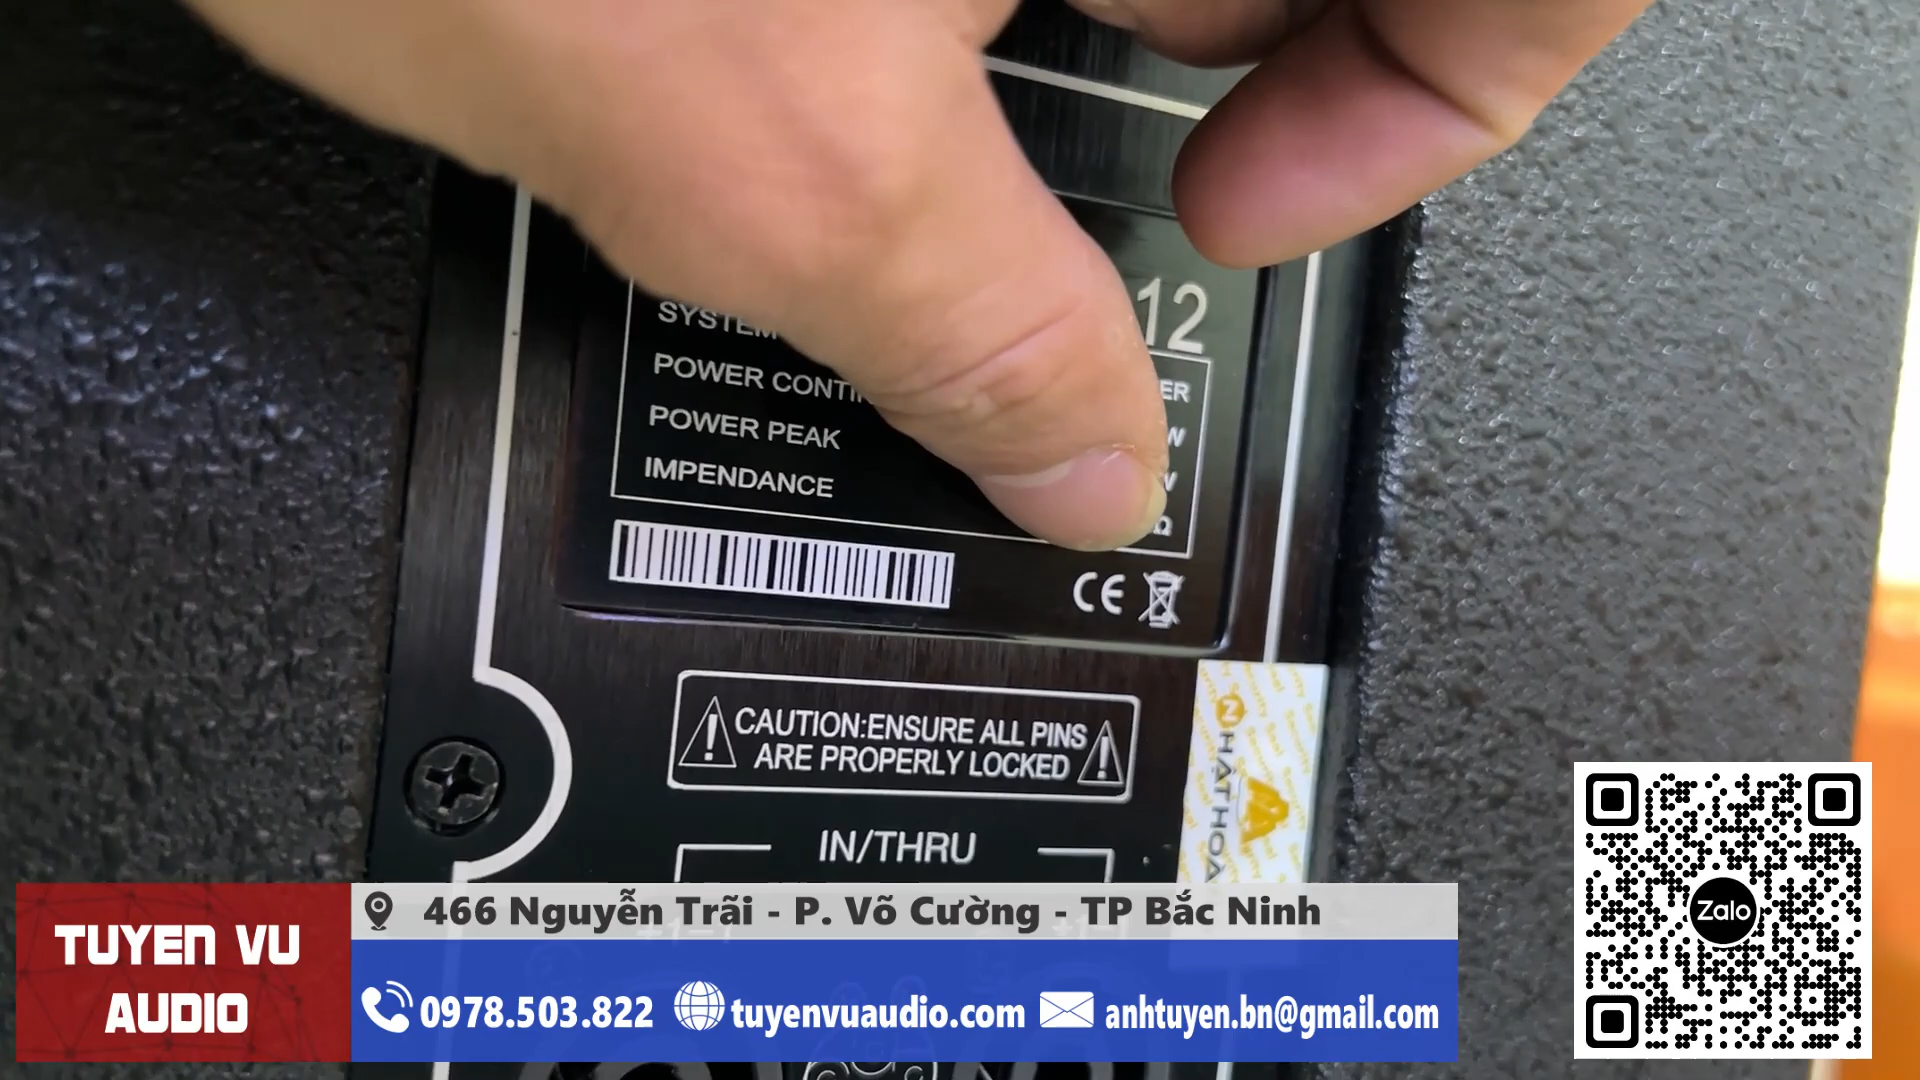 12
SYSTEM
POWER CONTI
ER
POWER PEAK
W
IMPENDANCE
W
Ω
CE
CAUTION:ENSURE ALL PINS
ARE PROPERLY LOCKED
NHẤT HOÀ
IN/THRU
TUYEN VU
AUDIO
466 Nguyễn Trãi - P. Võ Cường - TP Bắc Ninh
0978.503.822
tuyenvuaudio.com
anhtuyen.bn@gmail.com
Zalo